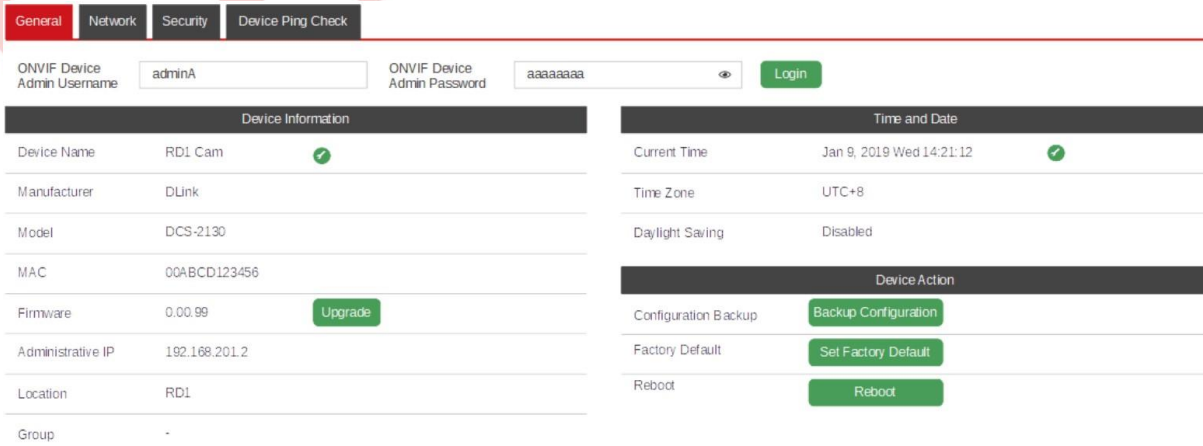 General Network Security Device Ping Check
ONVIF Device
Admin Username
adminA
ONVIF Device
Admin Password
aaaaaaaa
Login
Device Information
Device Name RD1 Cam
Manufacturer DLink
Model DCS-2130
MAC 00ABCD123456
Firmware 0.00.99 Upgrade
Administrative IP 192.168.201.2
Location RD1
Group -
Time and Date
Current Time Jan 9, 2019 Wed 14:21:12
Time Zone UTC+8
Daylight Saving Disabled
Device Action
Configuration Backup Backup Configuration
Factory Default Set Factory Default
Reboot Reboot